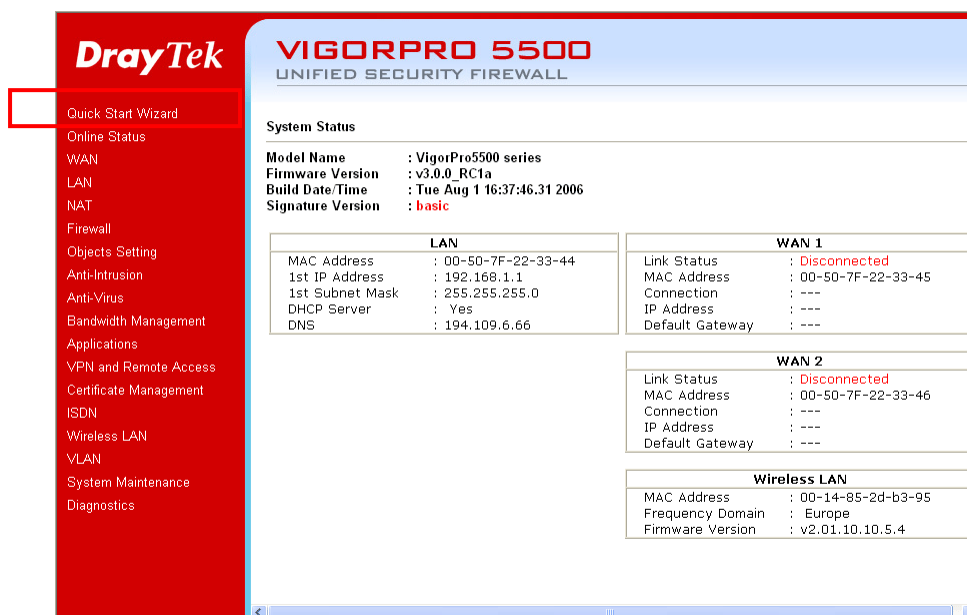 DrayTek
VIGORPRO 5500
UNIFIED SECURITY FIREWALL
Quick Start Wizard
Online Status
WAN
LAN
NAT
Firewall
Objects Setting
Anti-Intrusion
Anti-Virus
Bandwidth Management
Applications
VPN and Remote Access
Certificate Management
ISDN
Wireless LAN
VLAN
System Maintenance
Diagnostics
System Status
Model Name : VigorPro5500 series
Firmware Version : v3.0.0_RC1a
Build Date/Time : Tue Aug 1 16:37:46.31 2006
Signature Version : basic
LAN
MAC Address : 00-50-7F-22-33-44
1st IP Address : 192.168.1.1
1st Subnet Mask : 255.255.255.0
DHCP Server : Yes
DNS : 194.109.6.66
WAN 1
Link Status : Disconnected
MAC Address : 00-50-7F-22-33-45
Connection : ---
IP Address : ---
Default Gateway : ---
WAN 2
Link Status : Disconnected
MAC Address : 00-50-7F-22-33-46
Connection : ---
IP Address : ---
Default Gateway : ---
Wireless LAN
MAC Address : 00-14-85-2d-b3-95
Frequency Domain : Europe
Firmware Version : v2.01.10.10.5.4